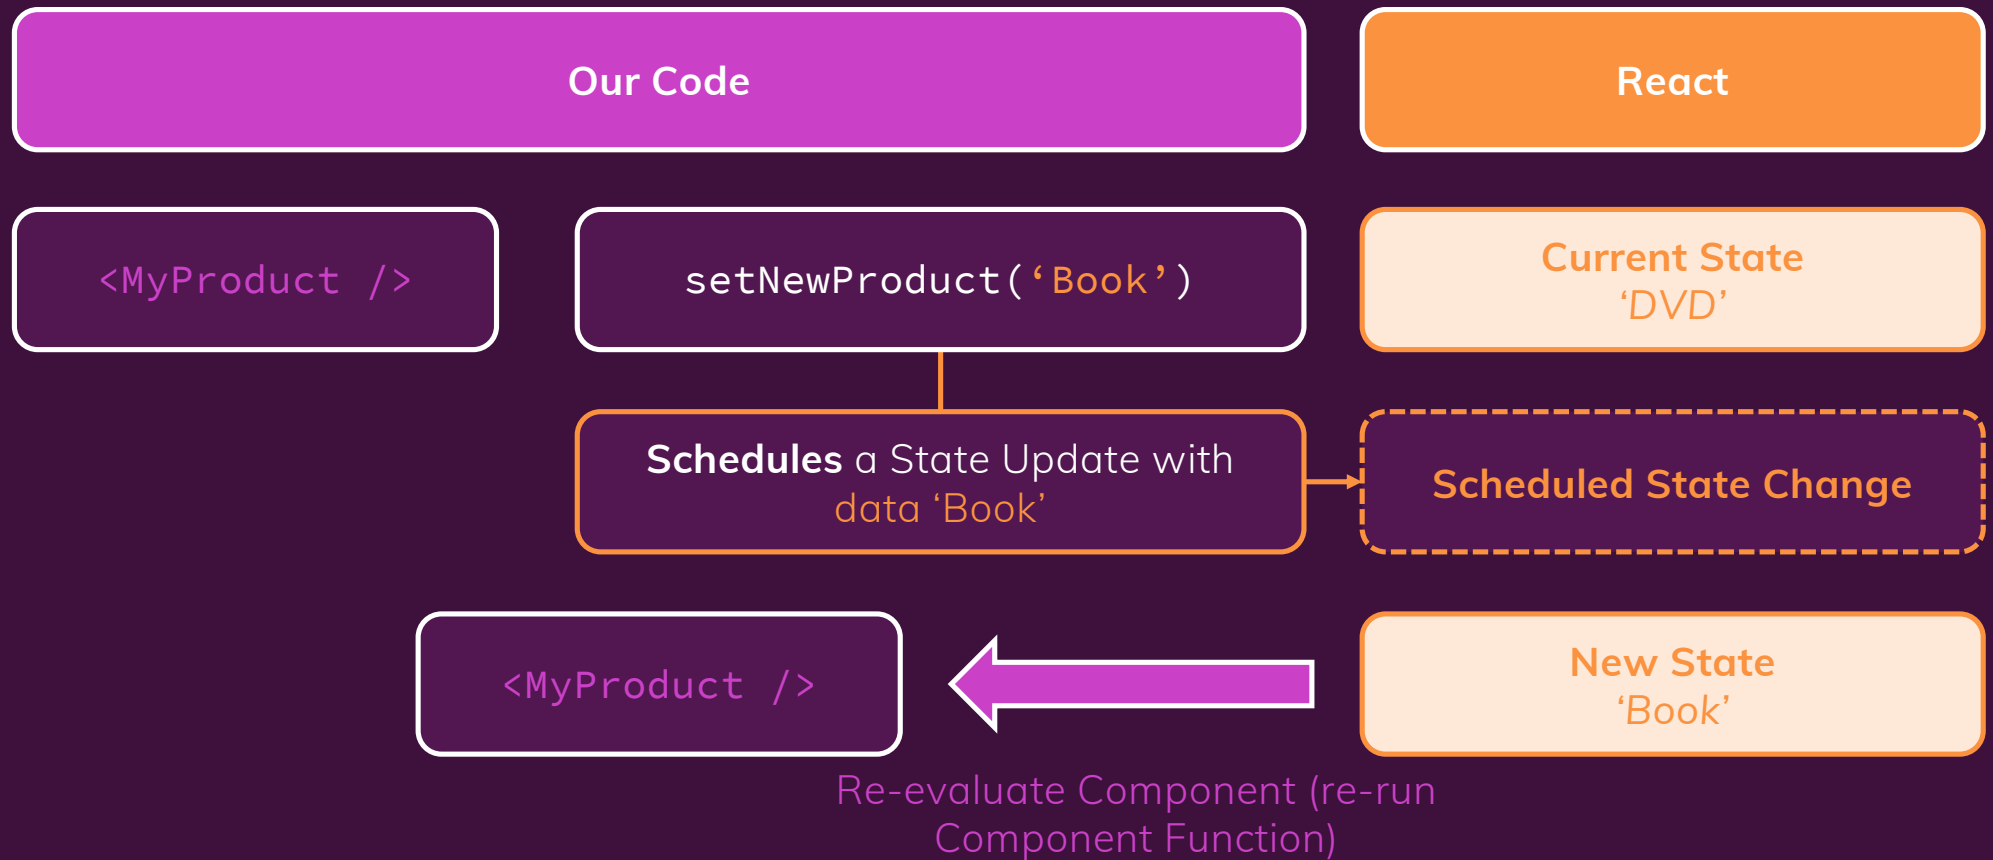 Our Code
React
<MyProduct />
setNewProduct(‘Book’)
Current State
‘DVD’
Schedules a State Update with
data ‘Book’
Scheduled State Change
<MyProduct />
New State
‘Book’
Re-evaluate Component (re-run
Component Function)